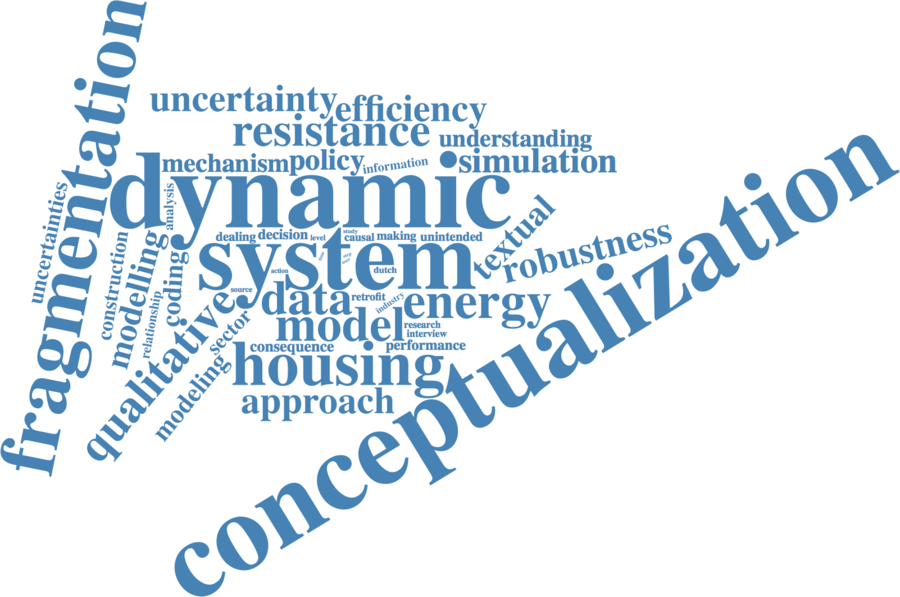 fragmentation
uncertainty
efficiency
resistance
understanding
mechanism
policy
information
simulation
dynamic
uncertainties
analysis
construction
modelling
coding
relationship
dealing
decision
level
study
causal
making
unintended
system
textual
robustness
action
dutch
step
source
data
retrofit
industry
energy
qualitative
sector
model
research
interview
modeling
consequence
performance
housing
approach
conceptualization